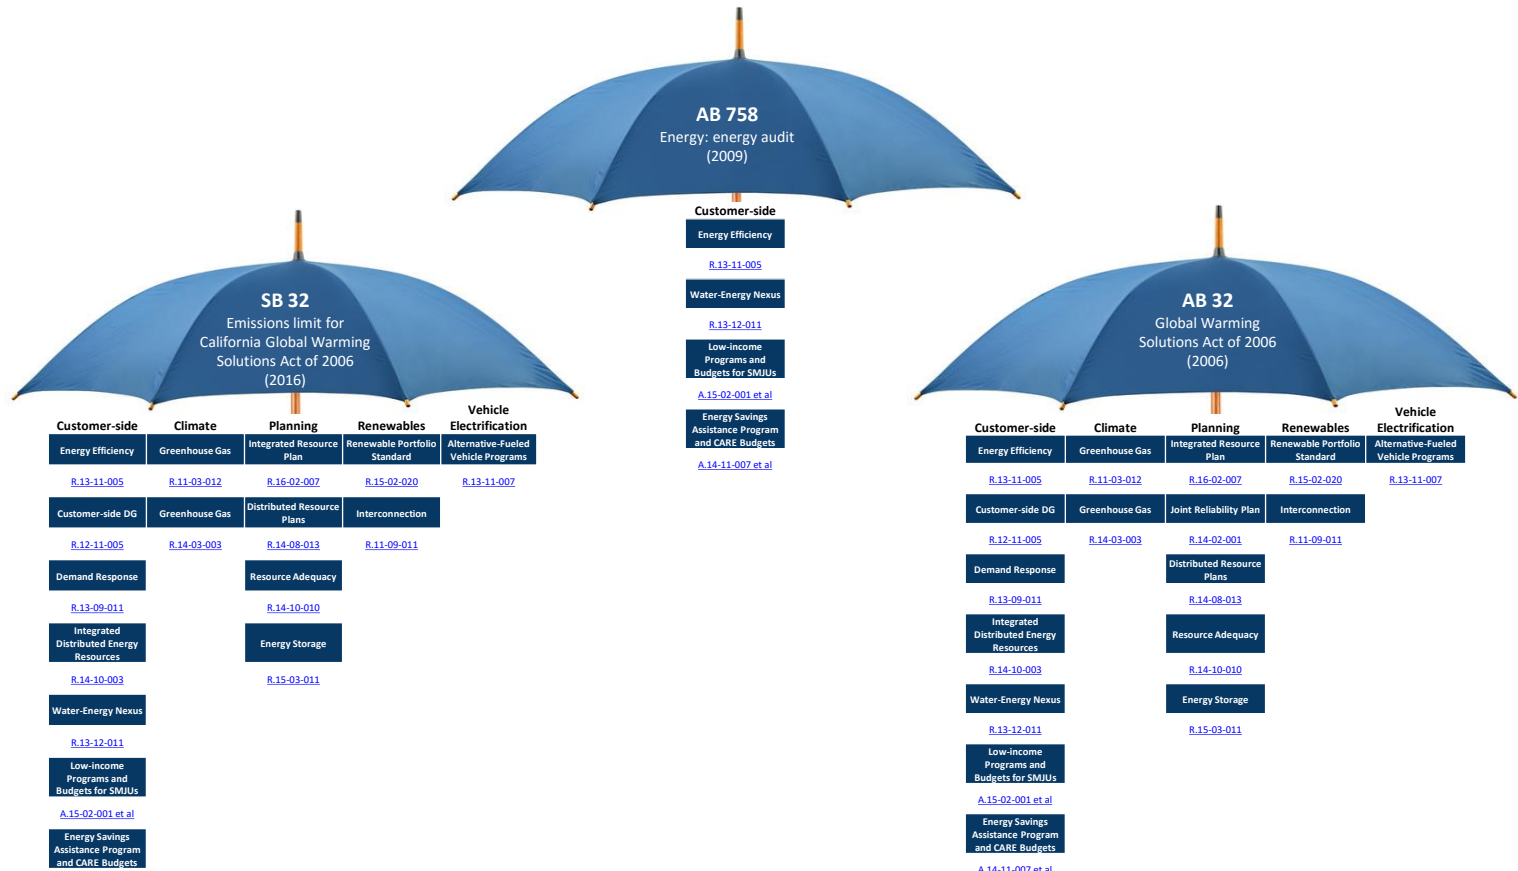 AB 758
Energy: energy audit
(2009)
Customer-side
Energy Efficiency
R.13-11-005
Water-Energy Nexus
R.13-12-011
Low-income
Programs and
Budgets for SMJUs
A.15-02-001 et al
Energy Savings
Assistance Program
and CARE Budgets
A.14-11-007 et al
SB 32
Emissions limit for
California Global Warming
Solutions Act of 2006
(2016)
Customer-side
Energy Efficiency
R.13-11-005
Customer-side DG
R.12-11-005
Demand Response
R.13-09-011
Integrated
Distributed Energy
Resources
R.14-10-003
Water-Energy Nexus
R.13-12-011
Low-income
Programs and
Budgets for SMJUs
A.15-02-001 et al
Energy Savings
Assistance Program
and CARE Budgets
Climate
Greenhouse Gas
R.11-03-012
Greenhouse Gas
R.14-03-003
Planning
Integrated Resource
Plan
R.16-02-007
Distributed Resource
Plans
R.14-08-013
Resource Adequacy
R.14-10-010
Energy Storage
R.15-03-011
Renewables
Renewable Portfolio
Standard
R.15-02-020
Interconnection
R.11-09-011
Vehicle
Electrification
Alternative-Fueled
Vehicle Programs
R.13-11-007
AB 32
Global Warming
Solutions Act of 2006
(2006)
Customer-side
Energy Efficiency
R.13-11-005
Customer-side DG
R.12-11-005
Demand Response
R.13-09-011
Integrated
Distributed Energy
Resources
R.14-10-003
Water-Energy Nexus
R.13-12-011
Low-income
Programs and
Budgets for SMJUs
A.15-02-001 et al
Energy Savings
Assistance Program
and CARE Budgets
A.14-11-007 et al
Climate
Greenhouse Gas
R.11-03-012
Greenhouse Gas
R.14-03-003
Planning
Integrated Resource
Plan
R.16-02-007
Joint Reliability Plan
R.14-02-001
Distributed Resource
Plans
R.14-08-013
Resource Adequacy
R.14-10-010
Energy Storage
R.15-03-011
Renewables
Renewable Portfolio
Standard
R.15-02-020
Interconnection
R.11-09-011
Vehicle
Electrification
Alternative-Fueled
Vehicle Programs
R.13-11-007